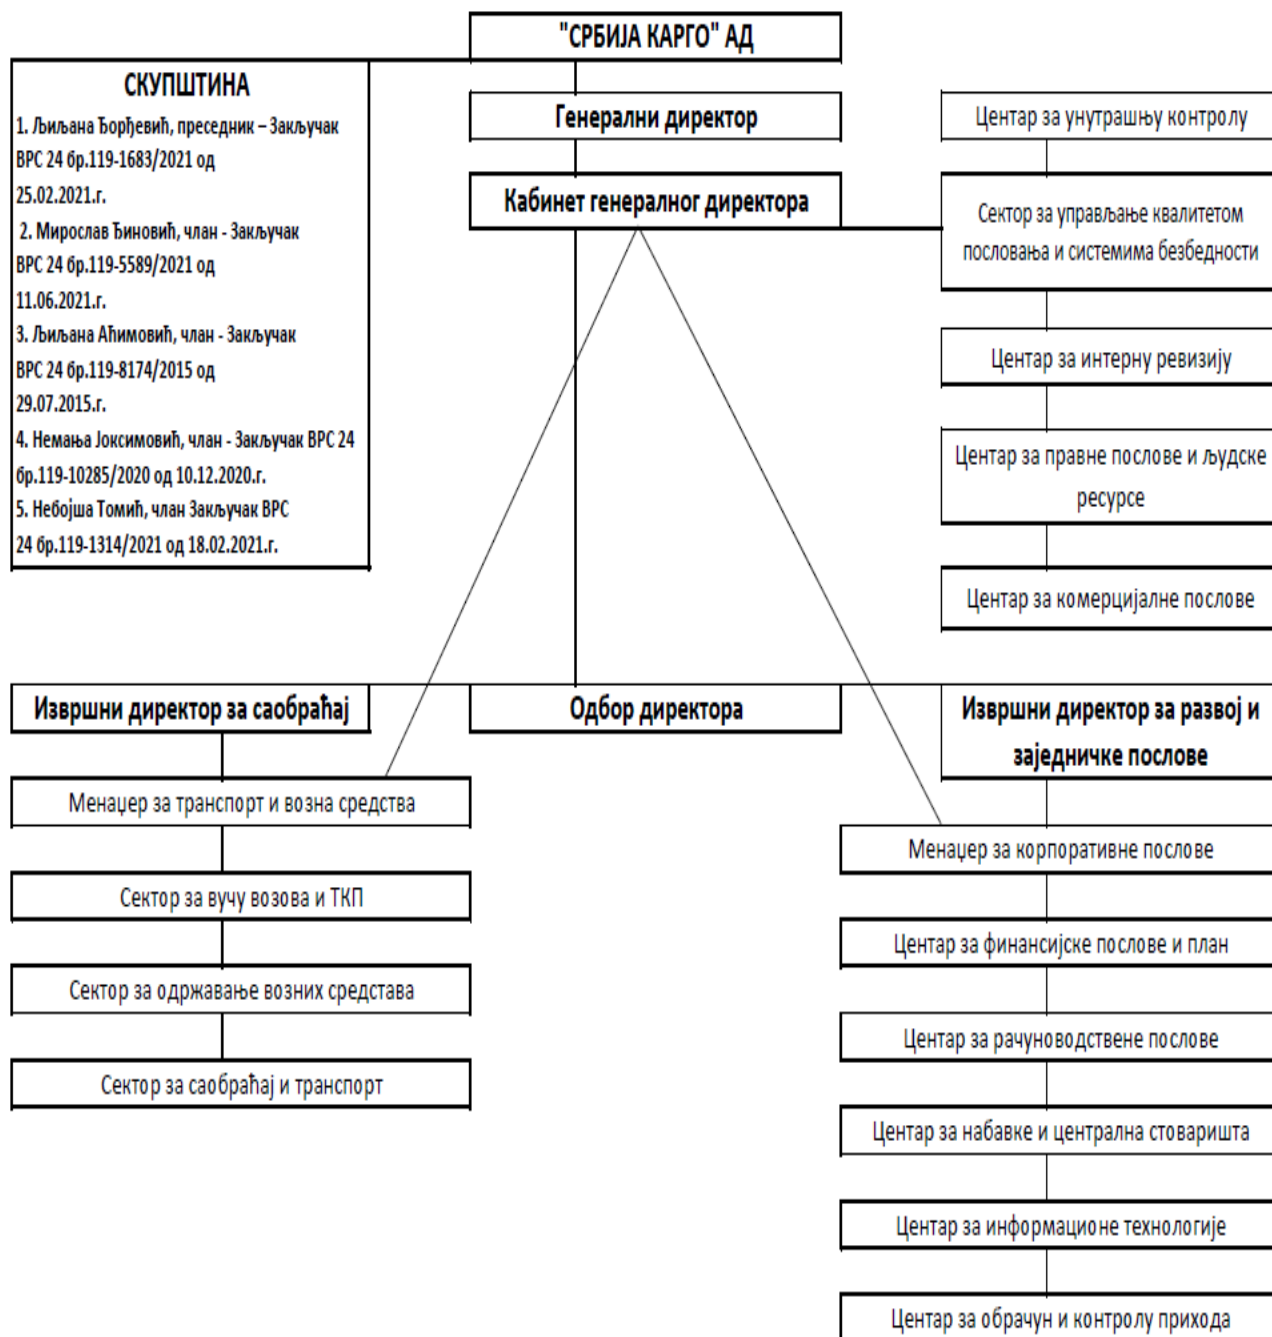 "СРБИЈА КАРГО" АД
СКУПШТИНА
1. Љиљана Ђорђевић, преседник – Закључак
ВРС 24 бр.119-1683/2021 од
25.02.2021.г.
2. Мирослав Ђиновић, члан - Закључак
ВРС 24 бр.119-5589/2021 од
11.06.2021.г.
3. Љиљана Аћимовић, члан - Закључак
ВРС 24 бр.119-8174/2015 од
29.07.2015.г.
4. Немања Јоксимовић, члан - Закључак ВРС 24
бр.119-10285/2020 од 10.12.2020.г.
5. Небојша Томић, члан Закључак ВРС
24 бр.119-1314/2021 од 18.02.2021.г.
Генерални директор
Кабинет генералног директора
Центар за унутрашњу контролу
Сектор за управљање квалитетом
пословања и системима безбедности
Центар за интерну ревизију
Центар за правне послове и људске
ресурсе
Центар за комерцијалне послове
Извршни директор за саобраћај
Одбор директора
Извршни директор за развој и
заједничке послове
Менаџер за транспорт и возна средства
Сектор за вучу возова и ТКП
Сектор за одржавање возних средстава
Сектор за саобраћај и транспорт
Менаџер за корпоративне послове
Центар за финансијске послове и план
Центар за рачуноводствене послове
Центар за набавке и централна стоваришта
Центар за информационе технологије
Центар за обрачун и контролу прихода